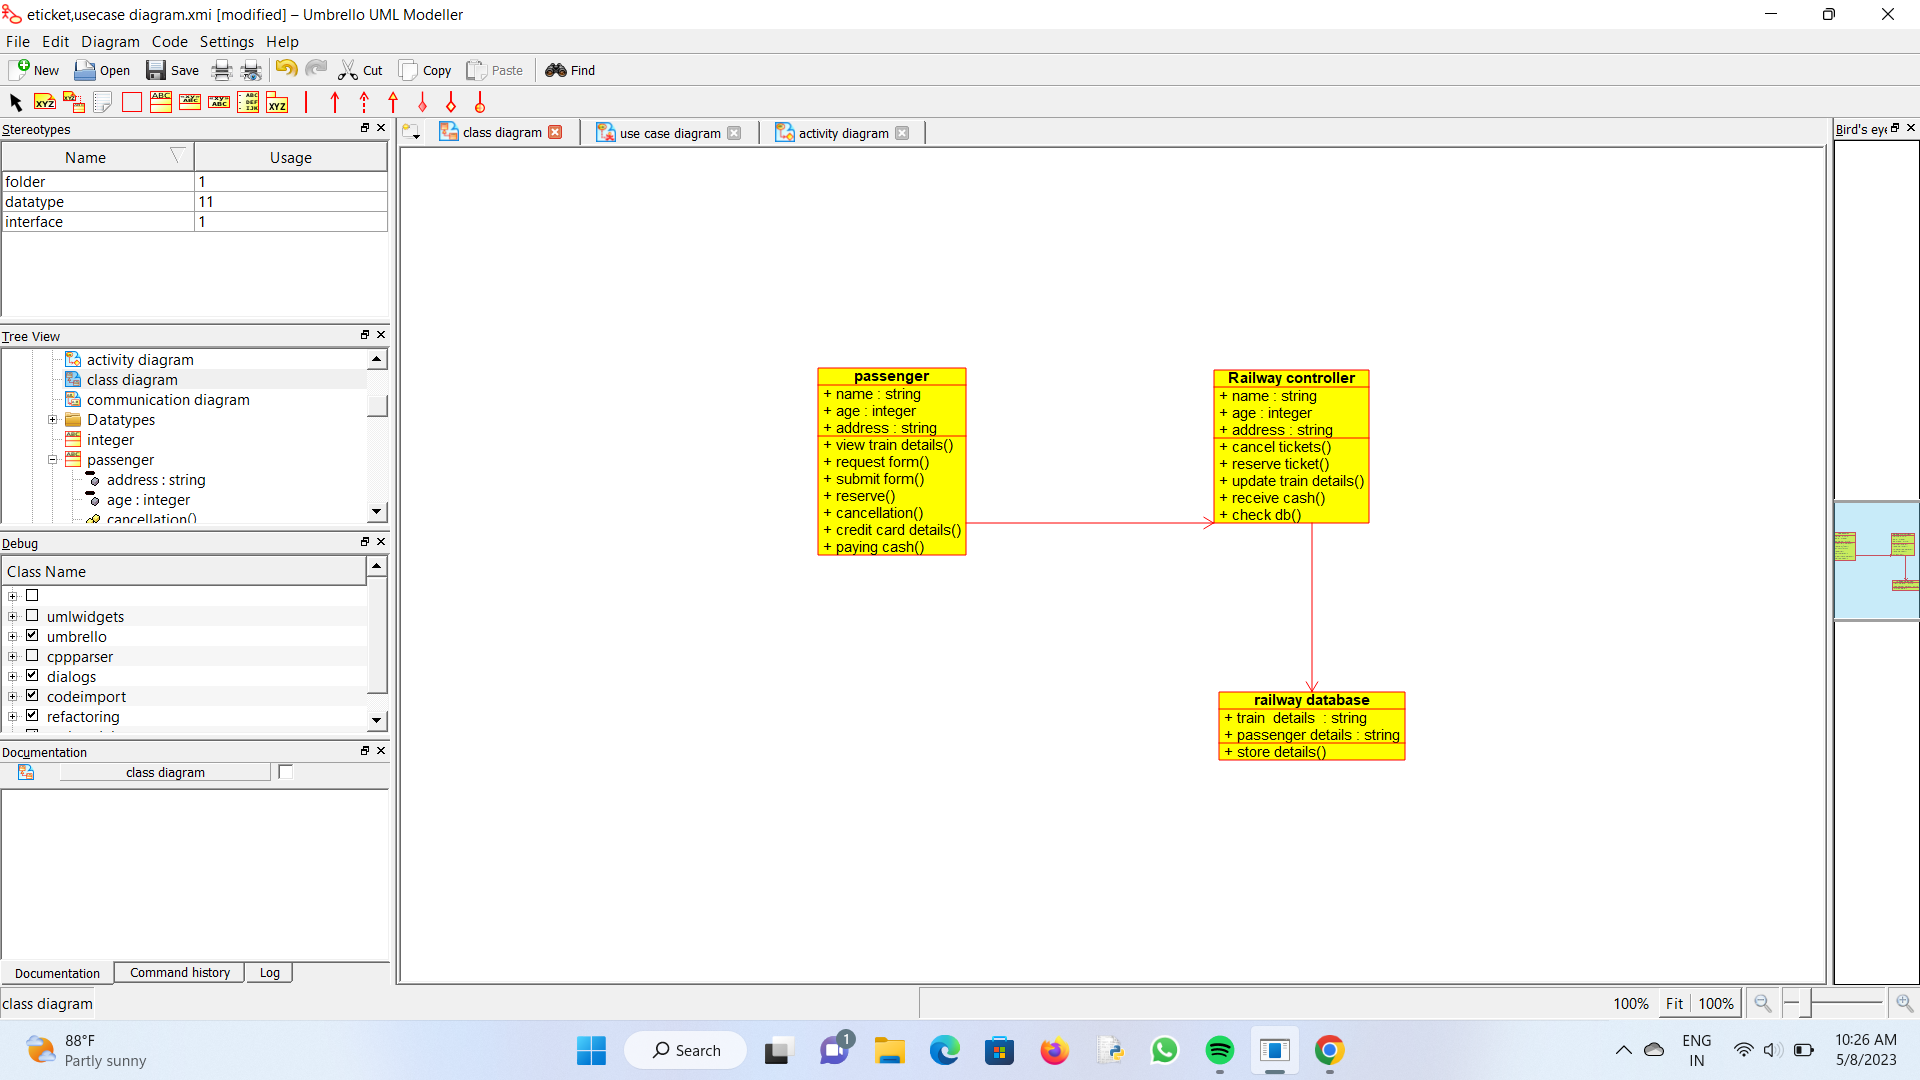 eticket,usecase diagram.xmi [modified] – Umbrello UML Modeller
File Edit Diagram Code Settings Help
New Open Save Cut Copy Paste Find
Stereotypes
Name Usage
folder 1
datatype 11
interface 1
Tree View
activity diagram
class diagram
communication diagram
Datatypes
integer
passenger
address : string
age : integer
cancellation()
Debug
Class Name
umlwidgets
umbrello
cppparser
dialogs
codeimport
refactoring
Documentation
class diagram
Documentation Command history Log
class diagram
class diagram use case diagram activity diagram
passenger
+ name : string
+ age : integer
+ address : string
+ view train details()
+ request form()
+ submit form()
+ reserve()
+ cancellation()
+ credit card details()
+ paying cash()
Railway controller
+ name : string
+ age : integer
+ address : string
+ cancel tickets()
+ reserve ticket()
+ update train details()
+ receive cash()
+ check db()
railway database
+ train details : string
+ passenger details : string
+ store details()
Bird's eye
100% Fit 100%
88°F
Partly sunny
Search
1
ENG
IN
10:26 AM
5/8/2023